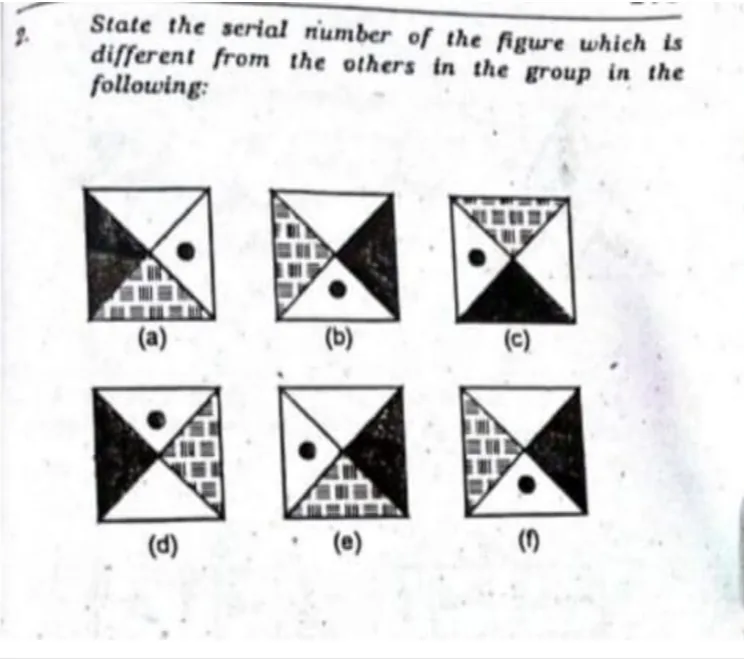 2. State the serial number of the figure which is
different from the others in the group in the
following:
(a) (b) (c)
(d) (e) (f)